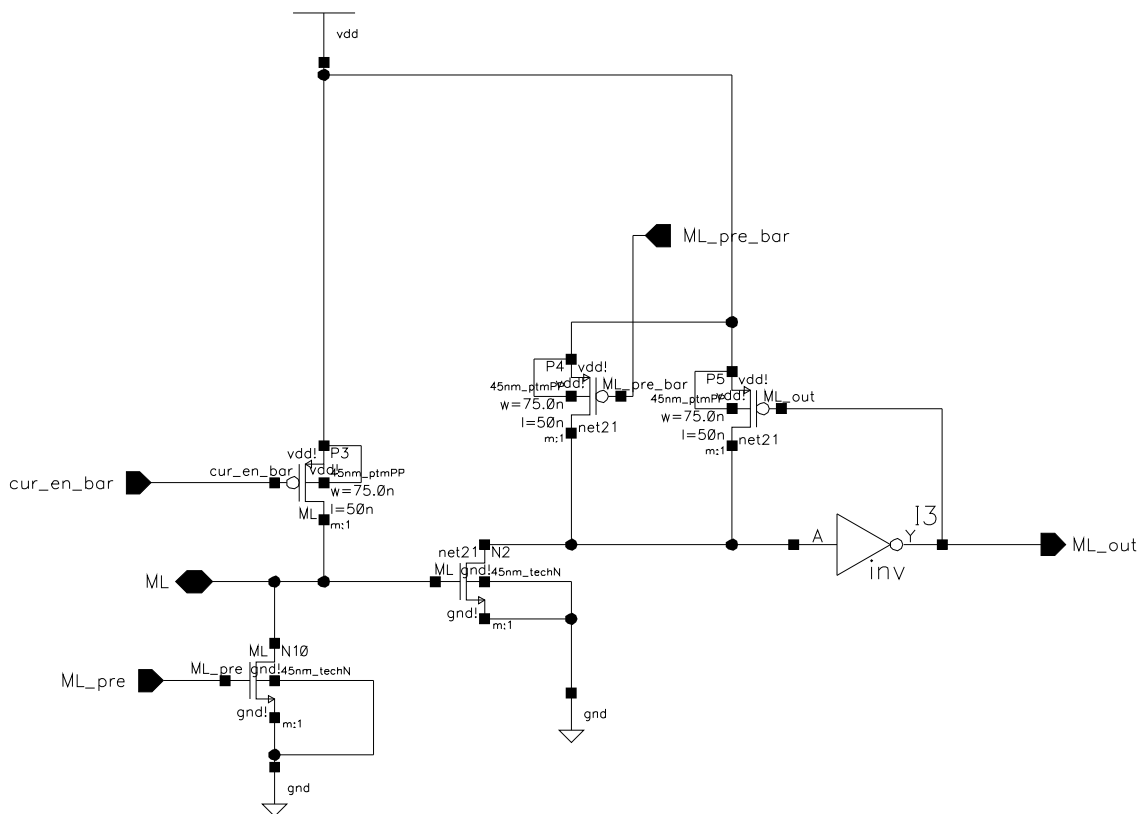 vdd
ML_pre_bar
P4
vdd!
45nm_ptmPP
vdd!
ML_pre_bar
w=75.0n
l=50n
net21
m:1
P5
vdd!
45nm_ptmPP
vdd!
ML_out
w=75.0n
l=50n
net21
m:1
vdd!
P3
cur_en_bar
cur_en_bar
vdd!
45nm_ptmPP
w=75.0n
l=50n
ML
m:1
A
Y
I3
inv
ML_out
net21
N2
ML
ML
gnd!
45nm_techN
gnd!
m:1
gnd
ML
N10
ML_pre
ML_pre
gnd!
45nm_techN
gnd!
m:1
gnd